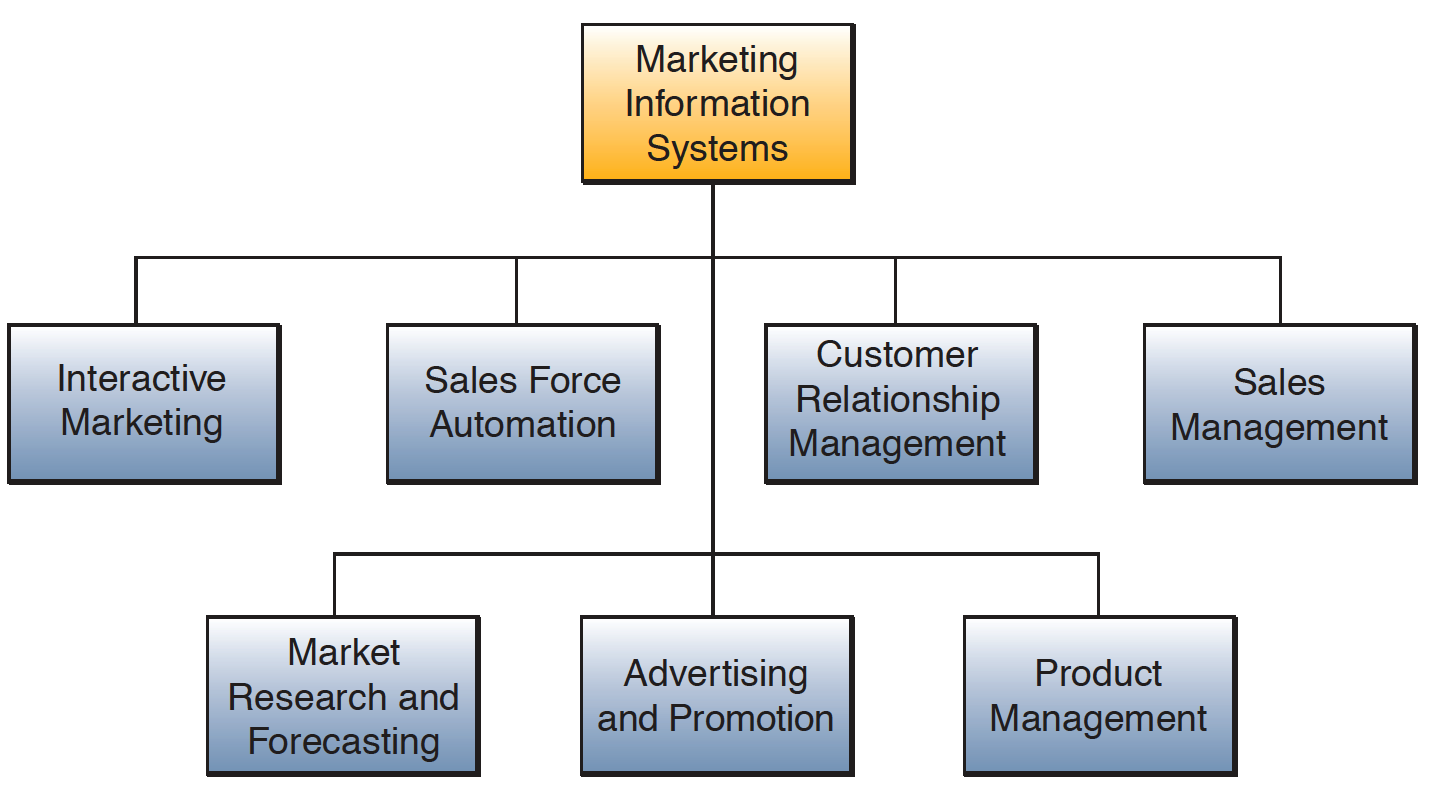 Marketing
Information
Systems
Interactive
Marketing
Sales Force
Automation
Customer
Relationship
Management
Sales
Management
Market
Research and
Forecasting
Advertising
and Promotion
Product
Management